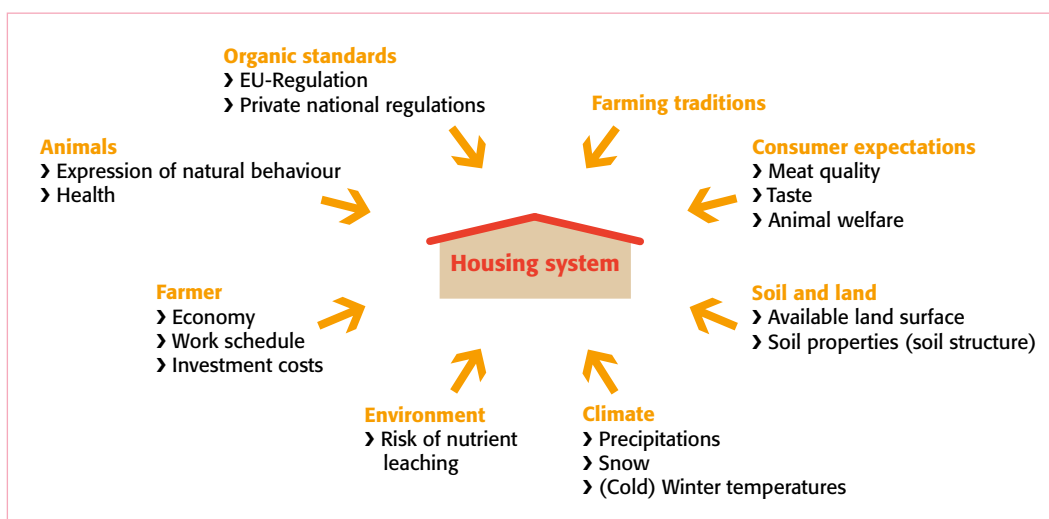 Organic standards
❯ EU-Regulation
❯ Private national regulations
Farming traditions
Animals
❯ Expression of natural behaviour
❯ Health
Consumer expectations
❯ Meat quality
❯ Taste
❯ Animal welfare
Housing system
Farmer
❯ Economy
❯ Work schedule
❯ Investment costs
Soil and land
❯ Available land surface
❯ Soil properties (soil structure)
Environment
❯ Risk of nutrient
leaching
Climate
❯ Precipitations
❯ Snow
❯ (Cold) Winter temperatures